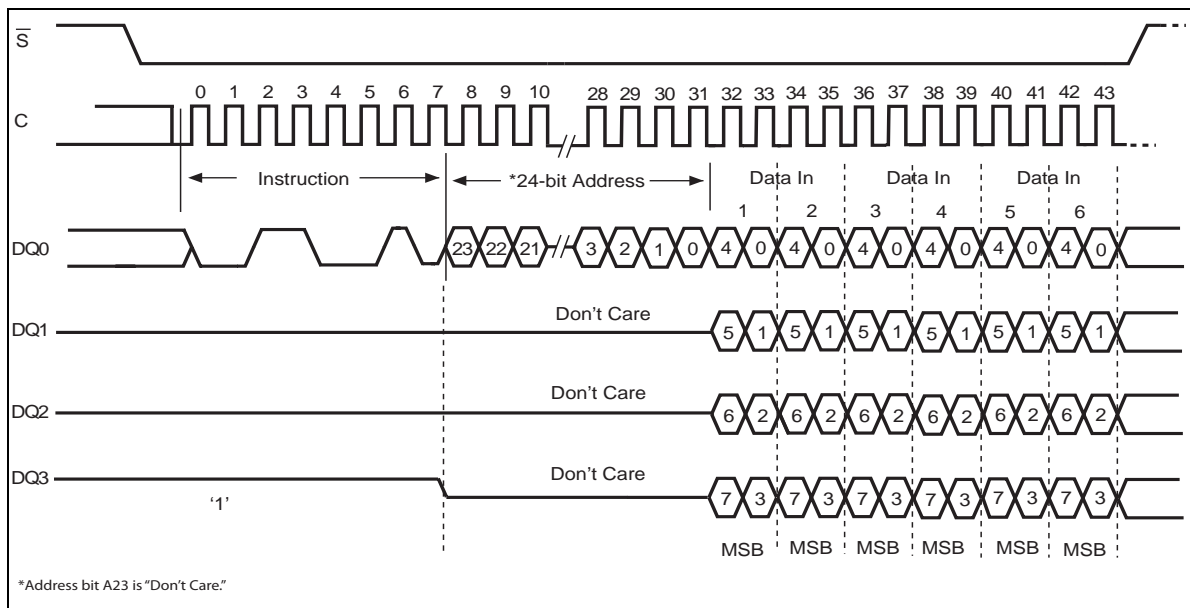 S
0 1 2 3 4 5 6 7 8 9 10 28 29 30 31 32 33 34 35 36 37 38 39 40 41 42 43
C
Instruction *24-bit Address Data In Data In Data In
1 2 3 4 5 6
DQ0 23 22 21 3 2 1 0 4 0 4 0 4 0 4 0 4 0 4 0
Don't Care
DQ1 5 1 5 1 5 1 5 1 5 1 5 1
Don't Care
DQ2 6 2 6 2 6 2 6 2 6 2 6 2
DQ3 Don't Care
‘1’ 7 3 7 3 7 3 7 3 7 3 7 3
MSB MSB MSB MSB MSB MSB
*Address bit A23 is “Don’t Care.”